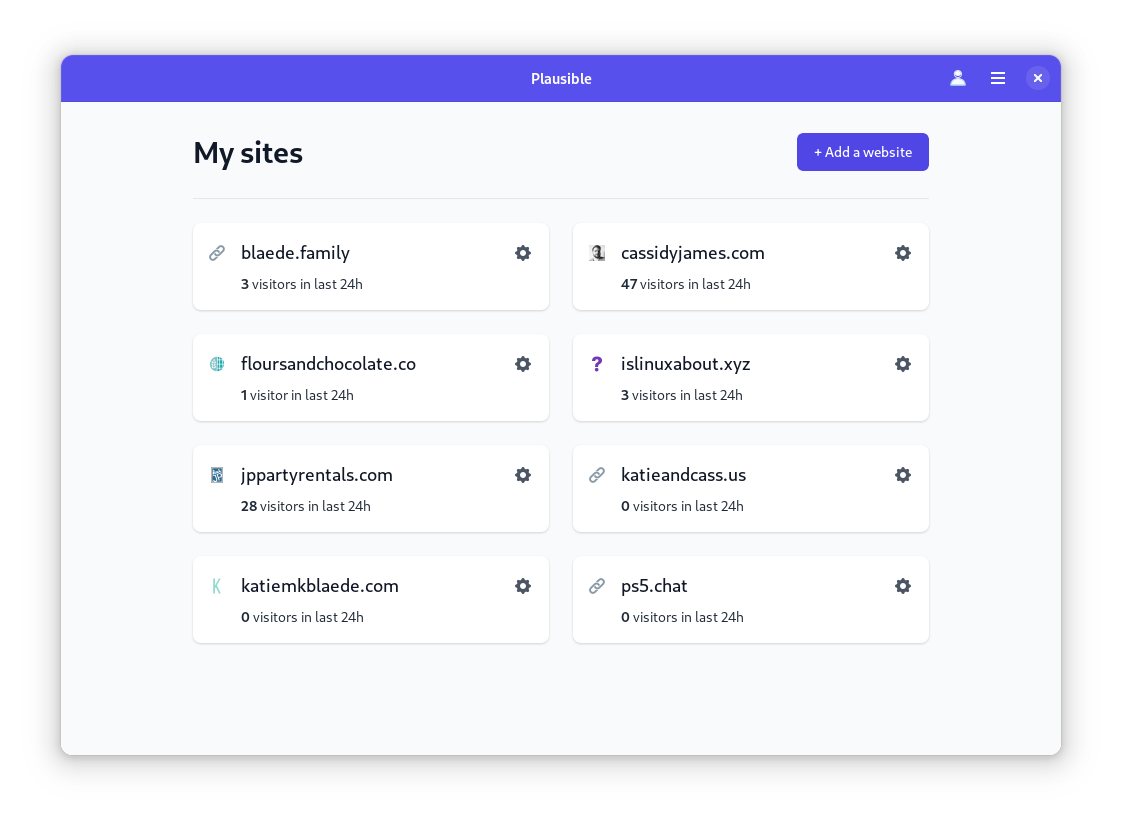 Plausible
My sites
+ Add a website
blaede.family
3 visitors in last 24h
cassidyjames.com
47 visitors in last 24h
floursandchocolate.co
1 visitor in last 24h
islinuxabout.xyz
3 visitors in last 24h
jppartyrentals.com
28 visitors in last 24h
katieandcass.us
0 visitors in last 24h
K
katiemkblaede.com
0 visitors in last 24h
ps5.chat
0 visitors in last 24h